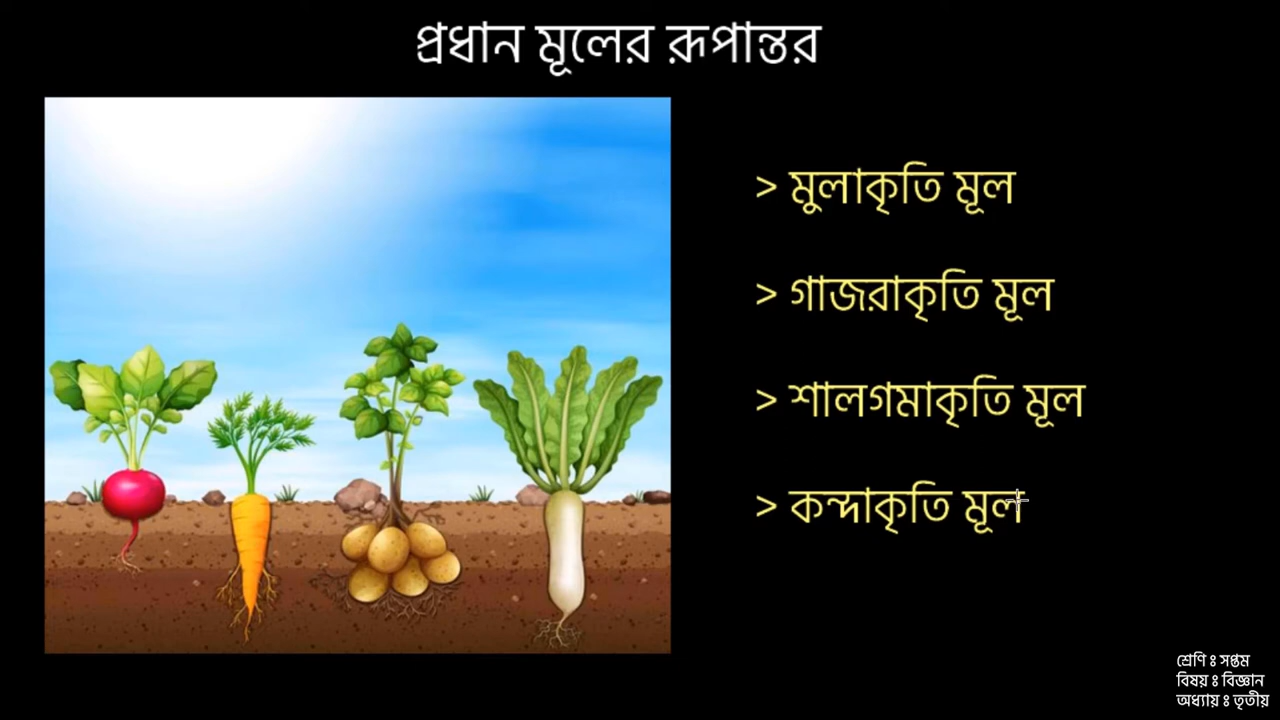 প্রধান মূলের রূপান্তর
> মুলাকৃতি মূল
> গাজরাকৃতি মূল
> শালগমাকৃতি মূল
> কন্দাকৃতি মূল
শ্রেণি ঃ সপ্তম
বিষয় ঃ বিজ্ঞান
অধ্যায় ঃ তৃতীয়